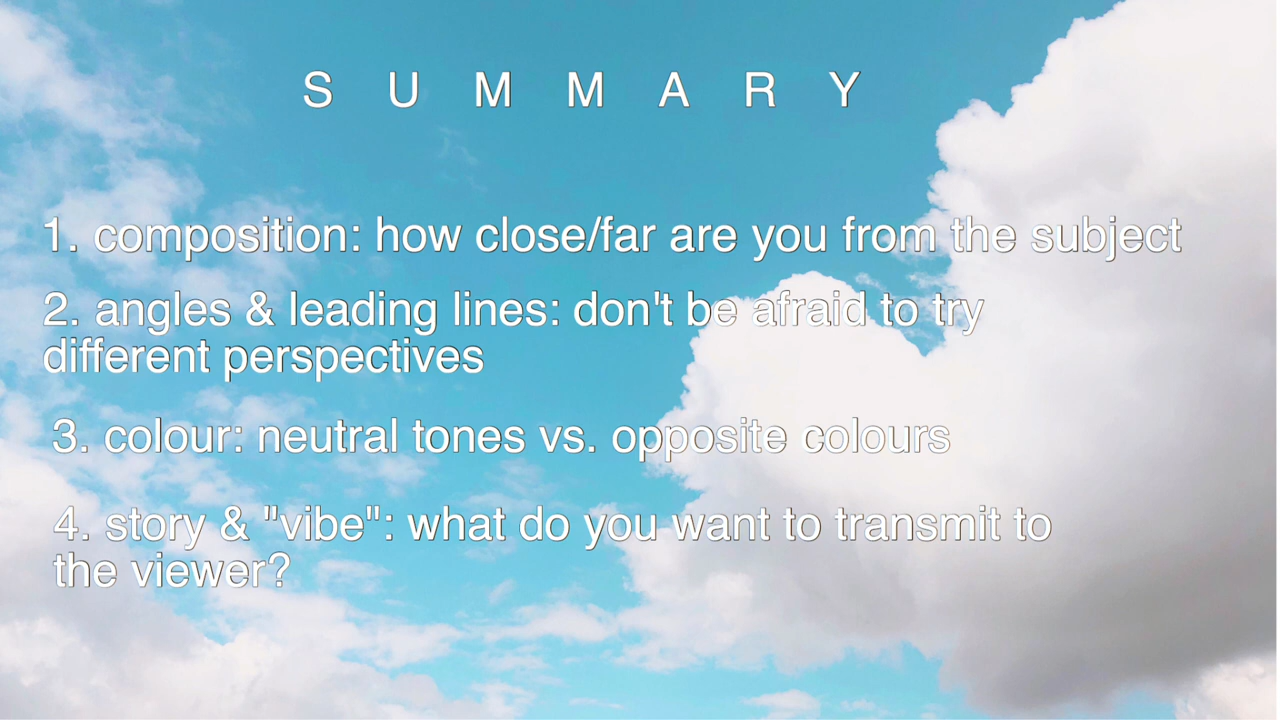 S U M M A R Y
1. composition: how close/far are you from the subject
2. angles & leading lines: don't be afraid to try
different perspectives
3. colour: neutral tones vs. opposite colours
4. story & "vibe": what do you want to transmit to
the viewer?